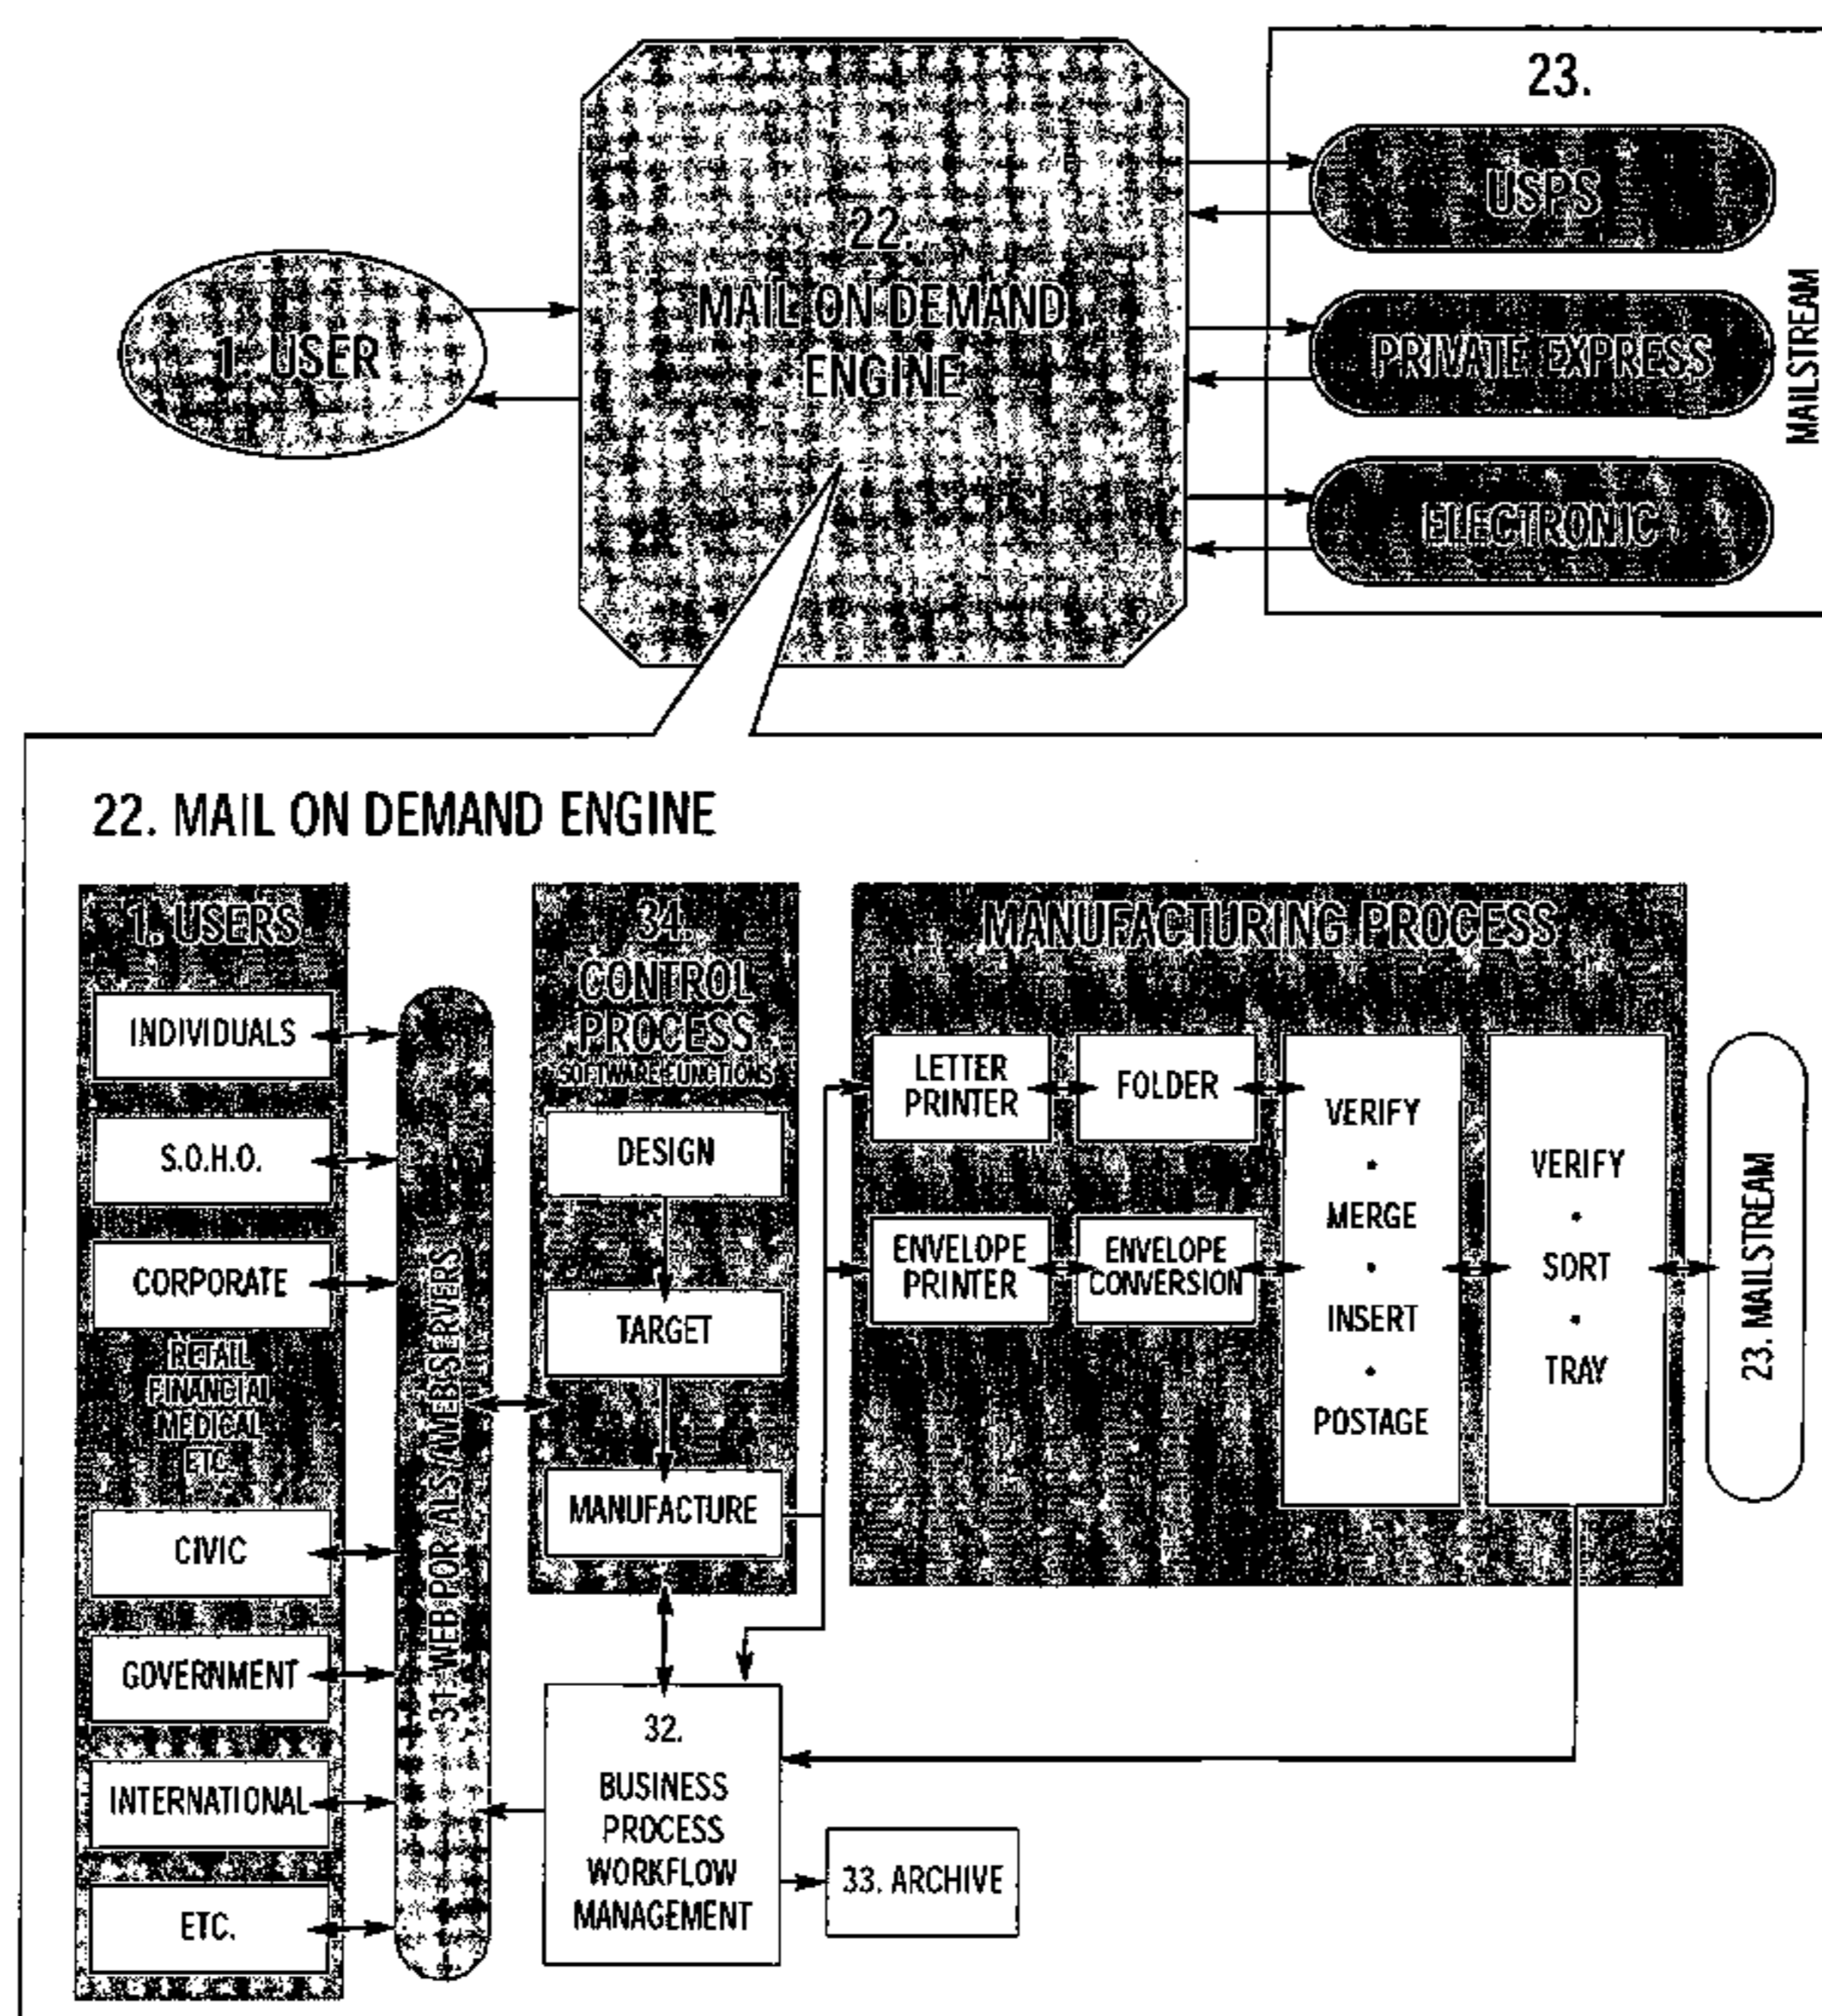 23.
USPS
PRIVATE EXPRESS
ELECTRONIC
MAILSTREAM
22.
MAIL ON DEMAND
ENGINE
1. USER
22. MAIL ON DEMAND ENGINE
1. USERS
INDIVIDUALS
S.O.H.O.
CORPORATE
RETAIL
FINANCIAL
MEDICAL
ETC.
CIVIC
GOVERNMENT
INTERNATIONAL
ETC.
31. WEB PORTALS/WEB SERVERS
34.
CONTROL
PROCESS
SOFTWARE FUNCTIONS
DESIGN
TARGET
MANUFACTURE
MANUFACTURING PROCESS
LETTER
PRINTER
FOLDER
ENVELOPE
PRINTER
ENVELOPE
CONVERSION
VERIFY
•
MERGE
•
INSERT
•
POSTAGE
VERIFY
•
SORT
•
TRAY
23. MAILSTREAM
32.
BUSINESS
PROCESS
WORKFLOW
MANAGEMENT
33. ARCHIVE